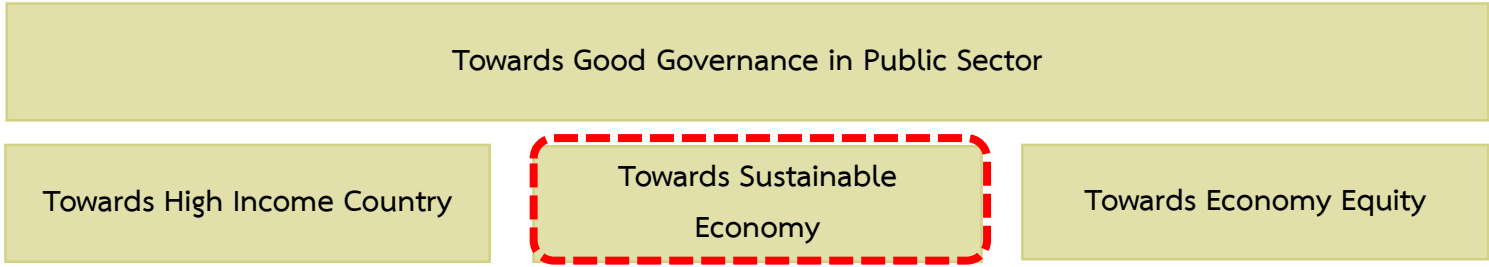 Towards Good Governance in Public Sector
Towards High Income Country
Towards Sustainable
Economy
Towards Economy Equity